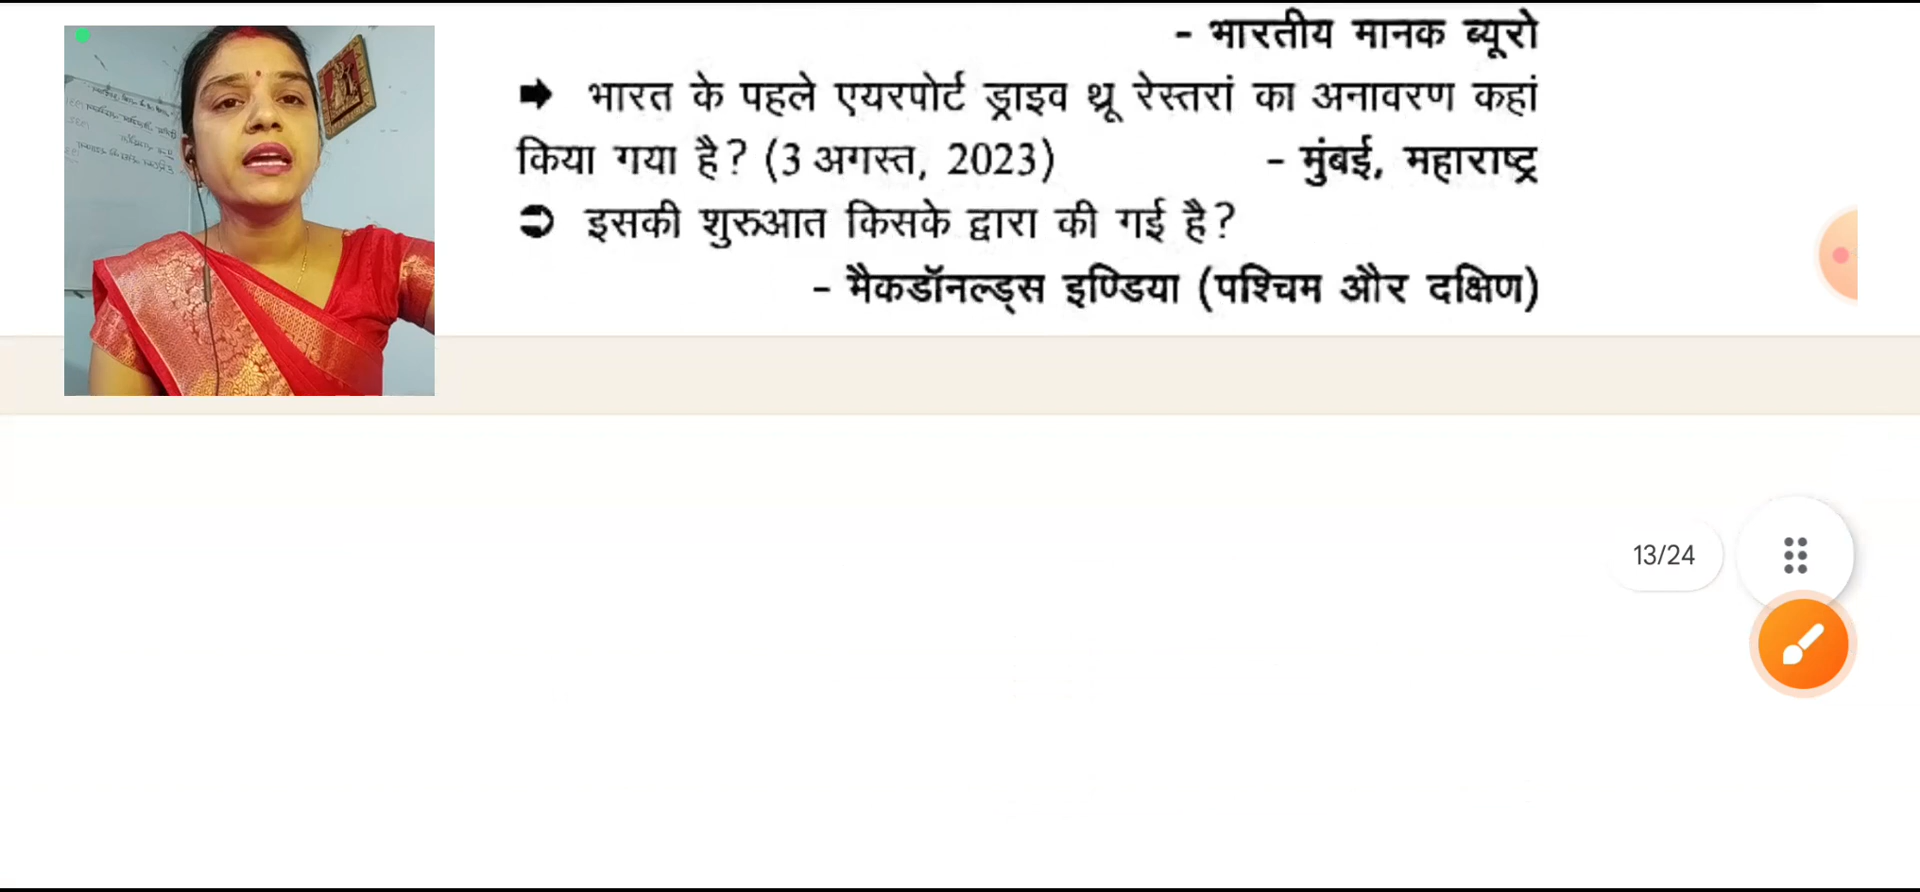 - भारतीय मानक ब्यूरो
➡ भारत के पहले एयरपोर्ट ड्राइव थ्रू रेस्तरां का अनावरण कहां
किया गया है? (3 अगस्त, 2023) - मुंबई, महाराष्ट्र
➲ इसकी शुरुआत किसके द्वारा की गई है?
- मैकडॉनल्ड्स इण्डिया (पश्चिम और दक्षिण)
13/24